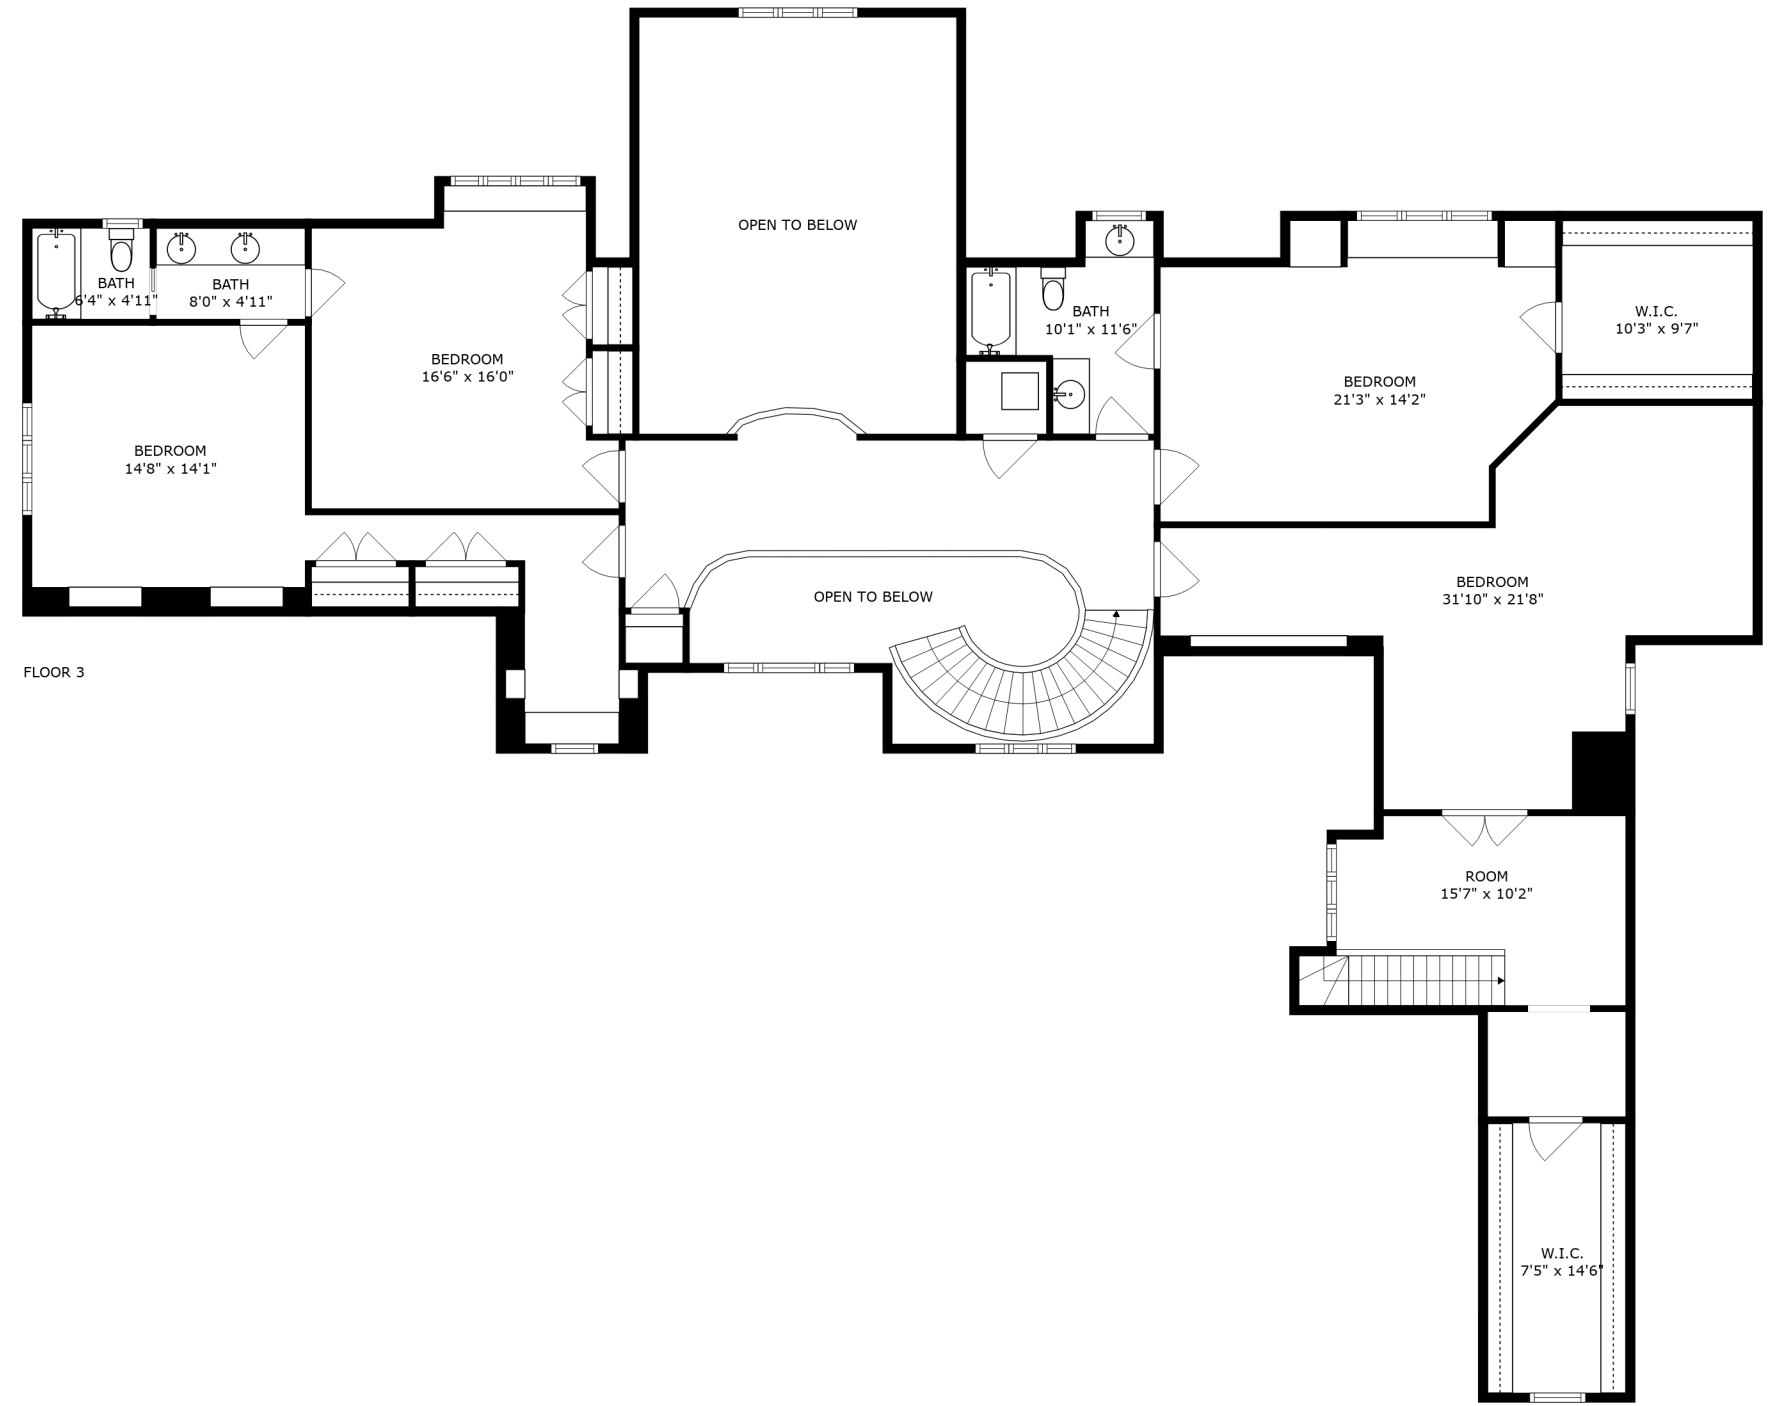 OPEN TO BELOW
BATH
6'4" x 4'11"
BATH
8'0" x 4'11"
BEDROOM
16'6" x 16'0"
BEDROOM
14'8" x 14'1"
BATH
10'1" x 11'6"
BEDROOM
21'3" x 14'2"
W.I.C.
10'3" x 9'7"
OPEN TO BELOW
BEDROOM
31'10" x 21'8"
FLOOR 3
ROOM
15'7" x 10'2"
W.I.C.
7'5" x 14'6"